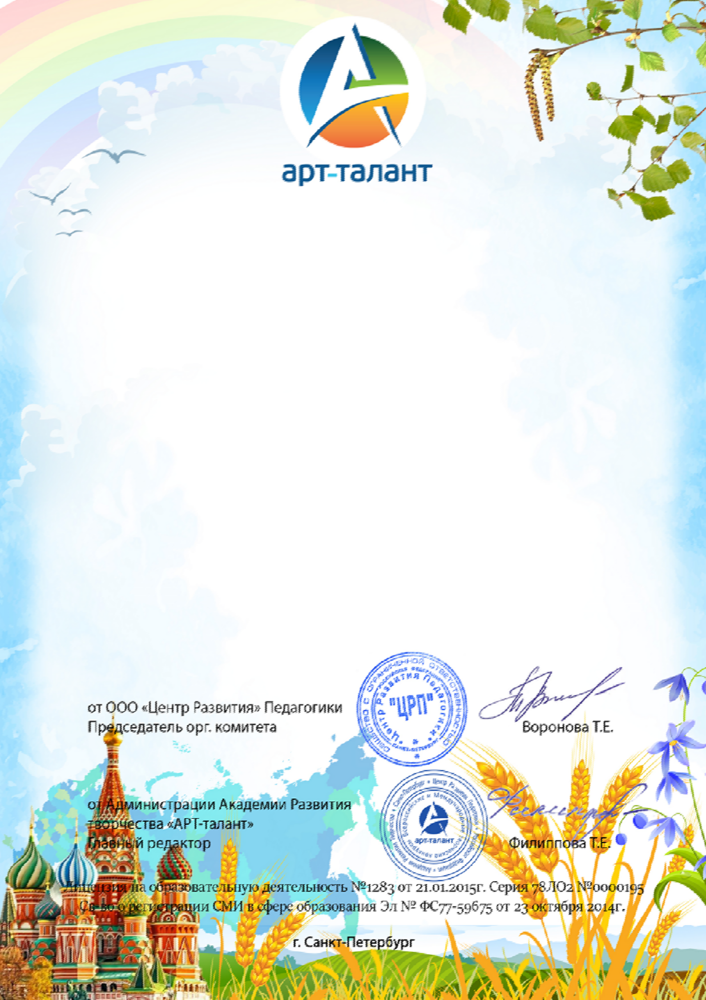 арт-талант
от ООО «Центр Развития» Педагогики
Председатель орг. комитета
"ЦРП"
Воронова Т.Е.
от Администрации Академии Развития
творчества «АРТ-талант»
Главный редактор
арт-талант
Филиппова Т.Е.
Лицензия на образовательную деятельность №1283 от 21.01.2015г. Серия 78ЛО2 №0000195
Св-во о регистрации СМИ в сфере образования Эл № ФС77-59675 от 23 октября 2014г.
г. Санкт-Петербург